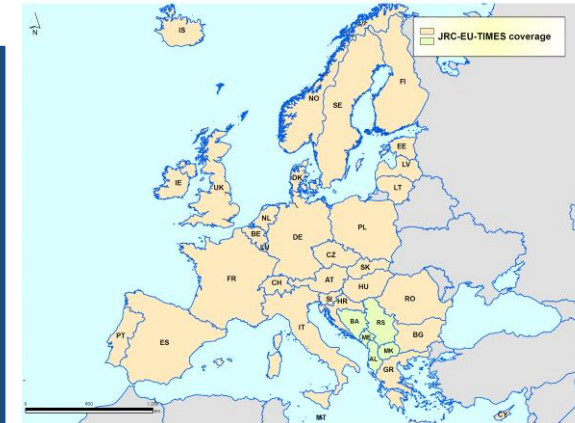 N
JRC-EU-TIMES coverage
IS
NO
SE
FI
EE
LV
LT
DK
IE
UK
NL
BE
LU
DE
PL
CZ
SK
FR
CH
AT
HU
SI
HR
RO
IT
BA
RS
BG
ME
MK
AL
PT
ES
GR
MT
CY
0
500